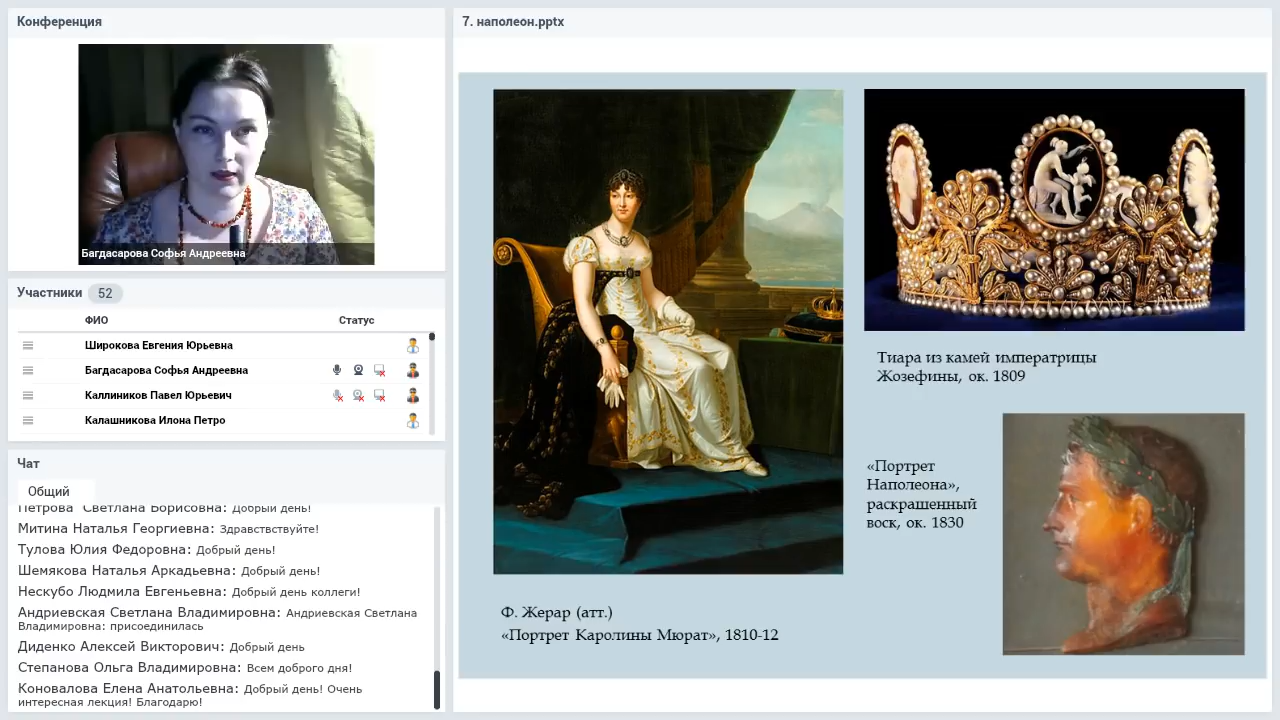 Конференция
Багдасарова Софья Андреевна
Участники 52
ФИО Статус
Широкова Евгения Юрьевна
Багдасарова Софья Андреевна
Каллиников Павел Юрьевич
Калашникова Илона Петро
Чат
Общий
Петрова Светлана Борисовна: Добрый день!
Митина Наталья Георгиевна: Здравствствуйте!
Тулова Юлия Федоровна: Добрый день!
Шемякова Наталья Аркадьевна: Добрый день!
Нескубо Людмила Евгеньевна: Добрый день коллеги!
Андриевская Светлана Владимировна: Андриевская Светлана
Владимировна: присоединилась
Диденко Алексей Викторович: Добрый день
Степанова Ольга Владимировна: Всем доброго дня!
Коновалова Елена Анатольевна: Добрый день! Очень
интересная лекция! Благодарю!
7. наполеон.pptx
Тиара из камей императрицы
Жозефины, ок. 1809
«Портрет
Наполеона»,
раскрашенный
воск, ок. 1830
Ф. Жерар (атт.)
«Портрет Каролины Мюрат», 1810-12